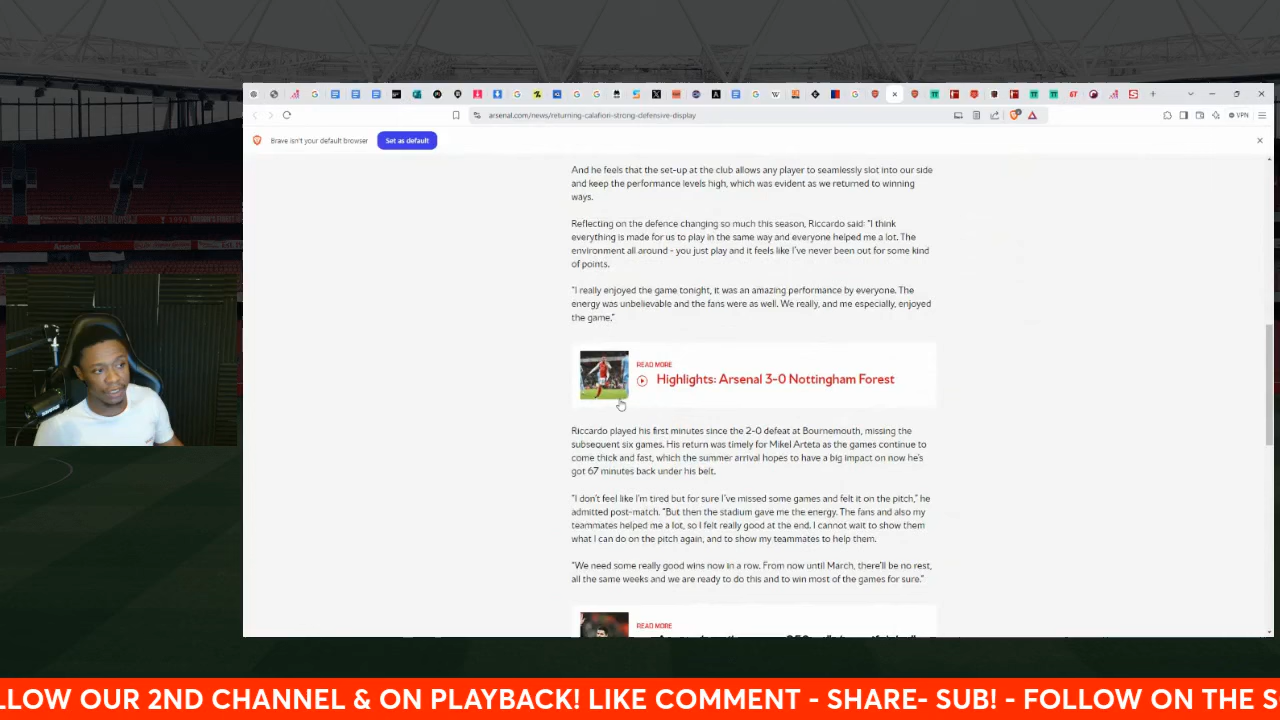 arsenal.com/news/returning-calafiori-strong-defensive-display
VPN
Brave isn't your default browser
Set as default
And he feels that the set-up at the club allows any player to seamlessly slot into our side
and keep the performance levels high, which was evident as we returned to winning
ways.
Reflecting on the defence changing so much this season, Riccardo said: "I think
everything is made for us to play in the same way and everyone helped me a lot. The
environment all around - you just play and it feels like I've never been out for some kind
of points.
"I really enjoyed the game tonight, it was an amazing performance by everyone. The
energy was unbelievable and the fans were as well. We really, and me especially, enjoyed
the game."
READ MORE
Highlights: Arsenal 3-0 Nottingham Forest
Riccardo played his first minutes since the 2-0 defeat at Bournemouth, missing the
subsequent six games. His return was timely for Mikel Arteta as the games continue to
come thick and fast, which the summer arrival hopes to have a big impact on now he's
got 67 minutes back under his belt.
"I don't feel like I'm tired but for sure I've missed some games and felt it on the pitch," he
admitted post-match. "But then the stadium gave me the energy. The fans and also my
teammates helped me a lot, so I felt really good at the end. I cannot wait to show them
what I can do on the pitch again, and to show my teammates to help them.
"We need some really good wins now in a row. From now until March, there'll be no rest,
all the same weeks and we are ready to do this and to win most of the games for sure."
READ MORE
LLOW OUR 2ND CHANNEL & ON PLAYBACK! LIKE COMMENT - SHARE- SUB! - FOLLOW ON THE S